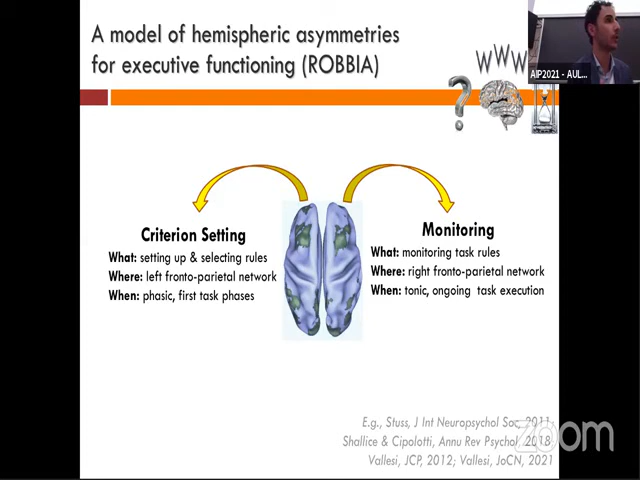 A model of hemispheric asymmetries
for executive functioning (ROBBIA)
WWW
?
AIP2021 - AUL...
Criterion Setting
What: setting up & selecting rules
Where: left fronto-parietal network
When: phasic, first task phases
Monitoring
What: monitoring task rules
Where: right fronto-parietal network
When: tonic, ongoing task execution
E.g., Stuss, J Int Neuropsychol Soc, 2011
Shallice & Cipolotti, Annu Rev Psychol, 2018
Vallesi, JCP, 2012; Vallesi, JoCN, 2021
zoom